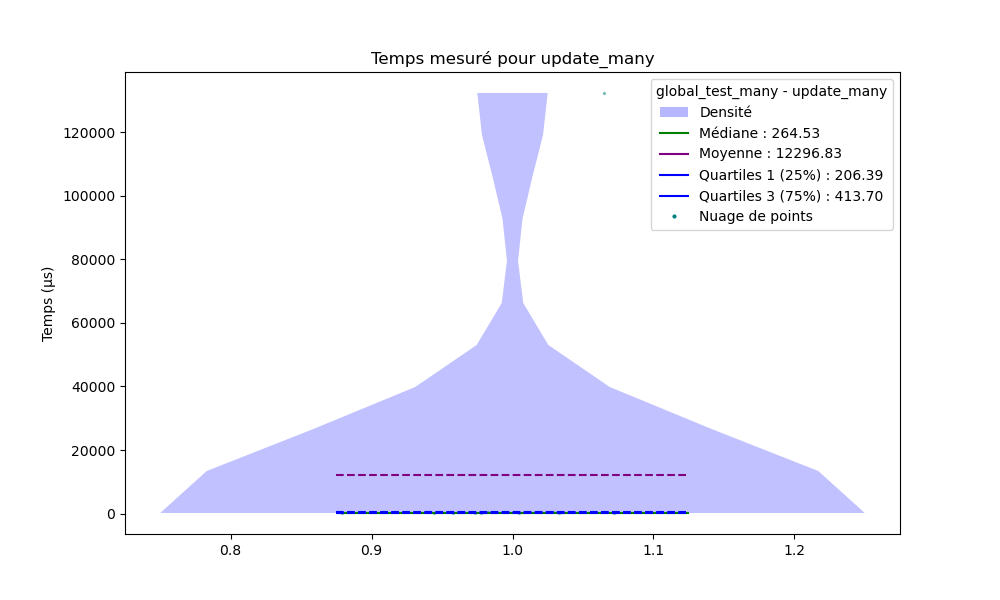 Temps mesuré pour update_many
global_test_many - update_many
Densité
Médiane : 264.53
Moyenne : 12296.83
Quartiles 1 (25%) : 206.39
Quartiles 3 (75%) : 413.70
Nuage de points
Temps (µs)
120000
100000
80000
60000
40000
20000
0
0.8
0.9
1.0
1.1
1.2